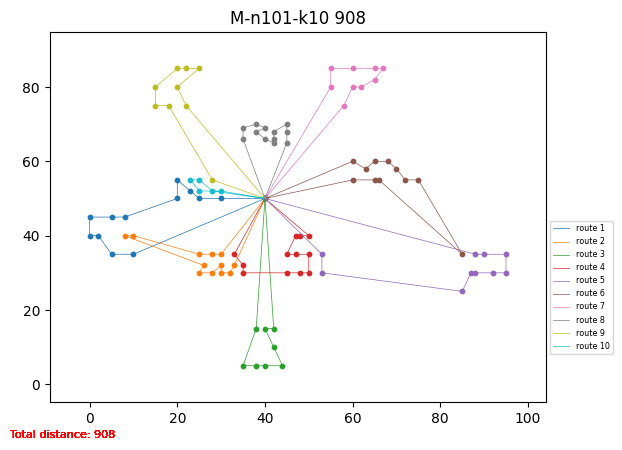 M-n101-k10 908
80
60
40
20
0
0 20 40 60 80 100
route 1
route 2
route 3
route 4
route 5
route 6
route 7
route 8
route 9
route 10
Total distance: 908